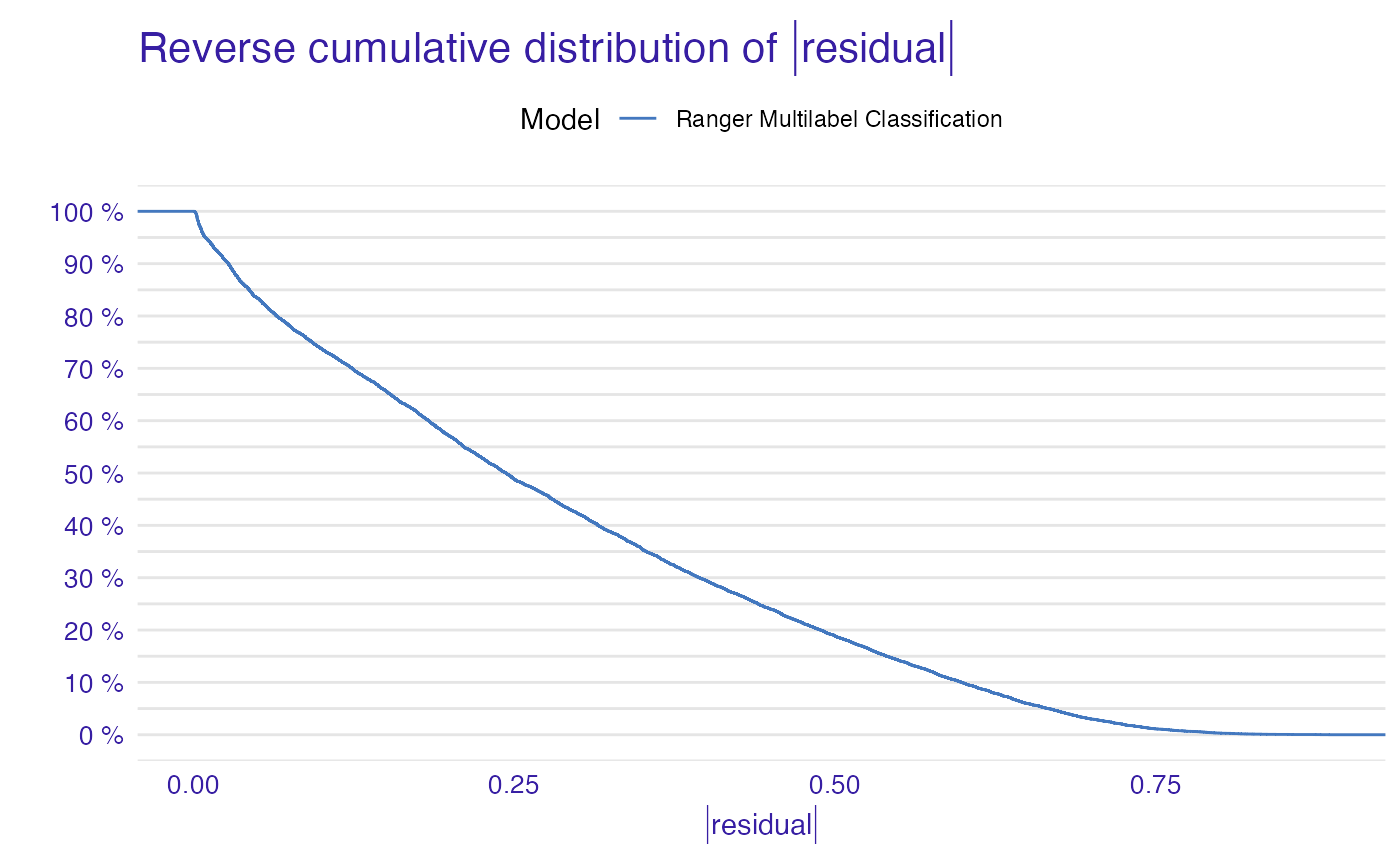 Reverse cumulative distribution of |residual|
Model Ranger Multilabel Classification
100 %
90 %
80 %
70 %
60 %
50 %
40 %
30 %
20 %
10 %
0 %
0.00 0.25 0.50 0.75
|residual|